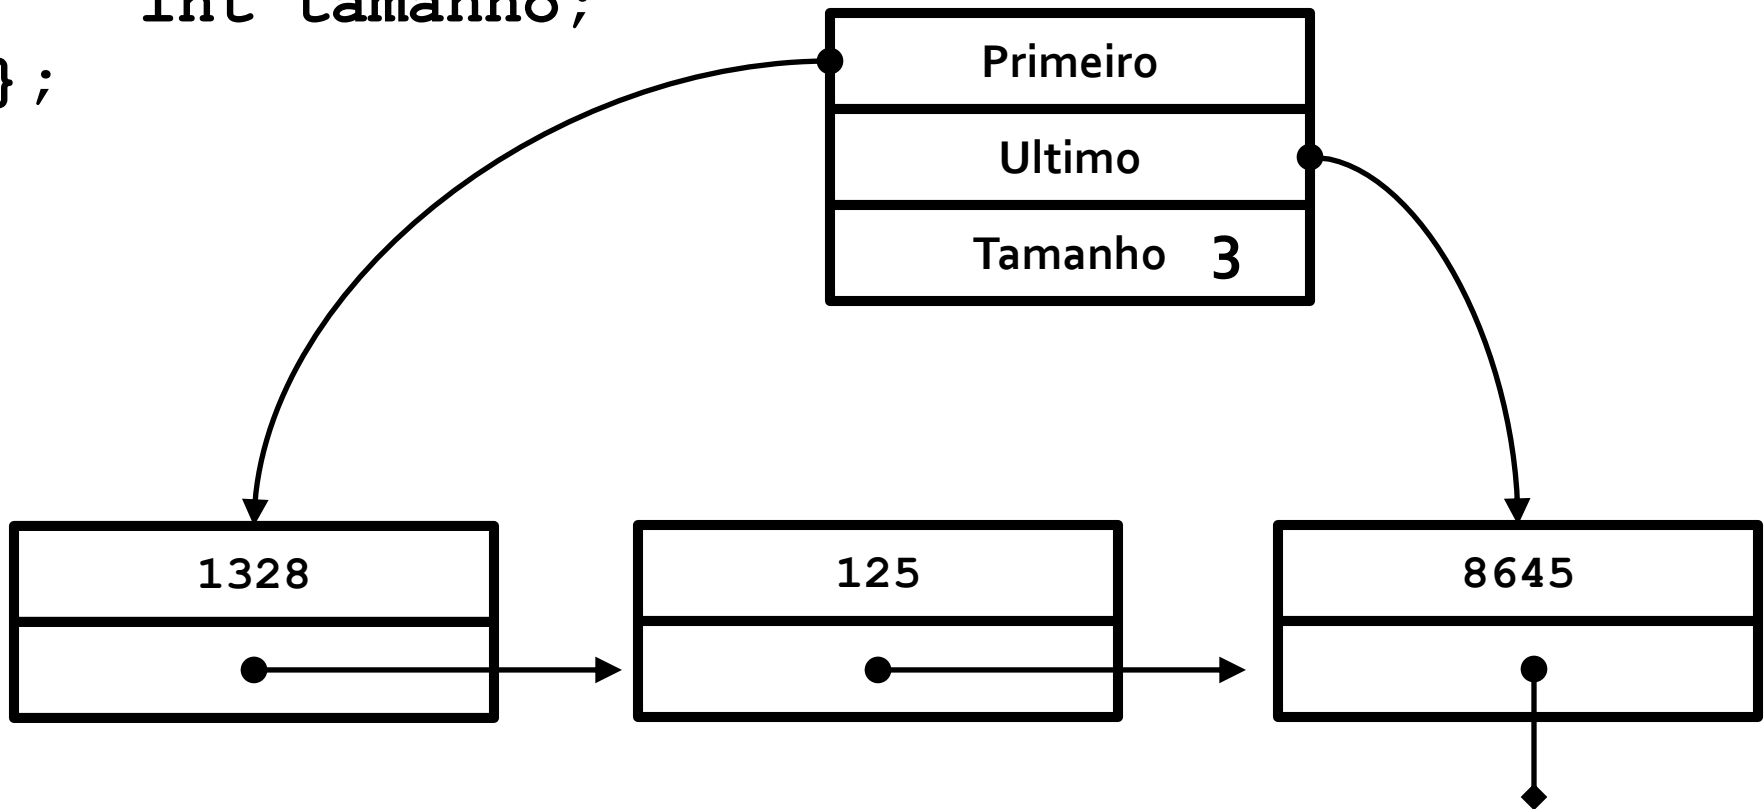 int tamanho;
};
Primeiro
Ultimo
Tamanho 3
1328
125
8645